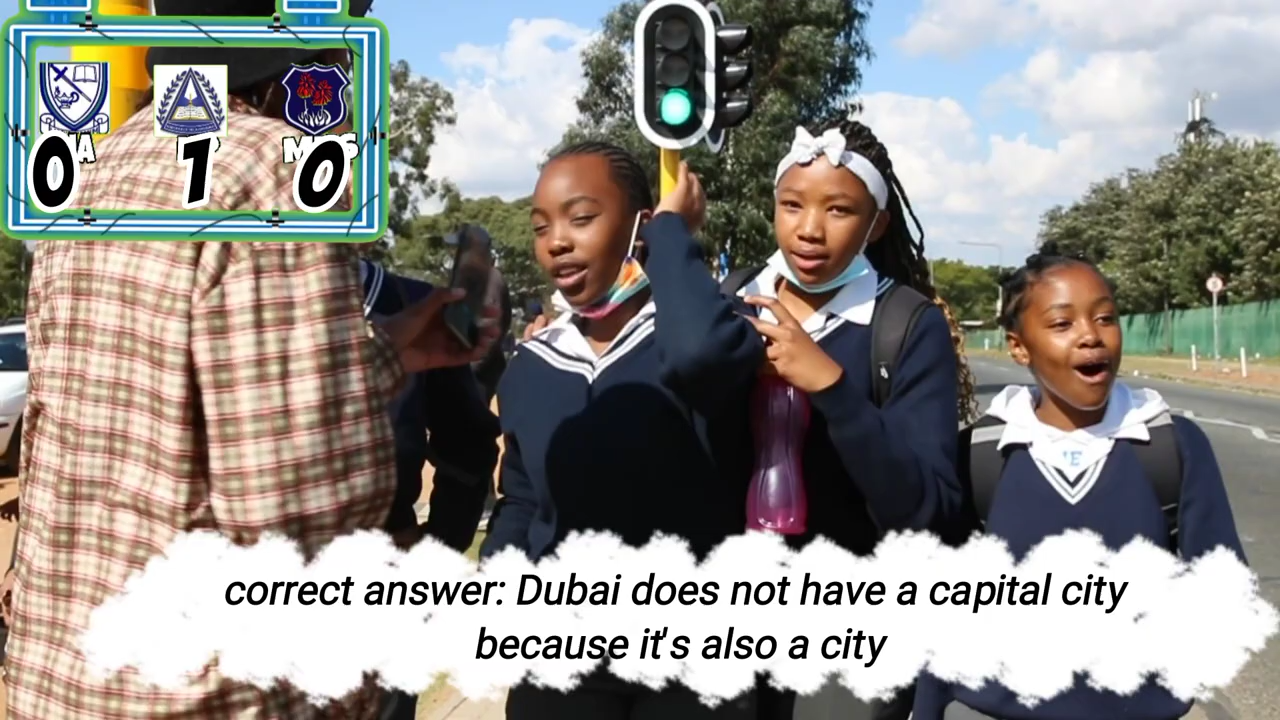 0 1 0
correct answer: Dubai does not have a capital city
because it's also a city